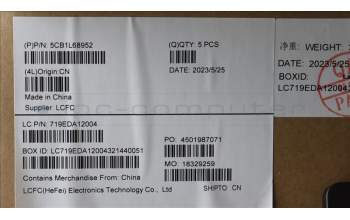 (P)P/N: 5CB1L68952
(Q)QTY: 5 PCS
净重: WEIGHT:
(4L)Origin:CN
DATE: 2023/5/25
2023/5/25
BOXID:
Made in China
LC719EDA
Supplier LCFC
LC P/N: 719EDA12004
PO: 4501987071
BOX ID: LC719EDA12004321440051
MO: 18329259
Contains Merchandise From: China
LCFC(HeFei) Electronics Technology Co., Ltd
SHIPTO CN